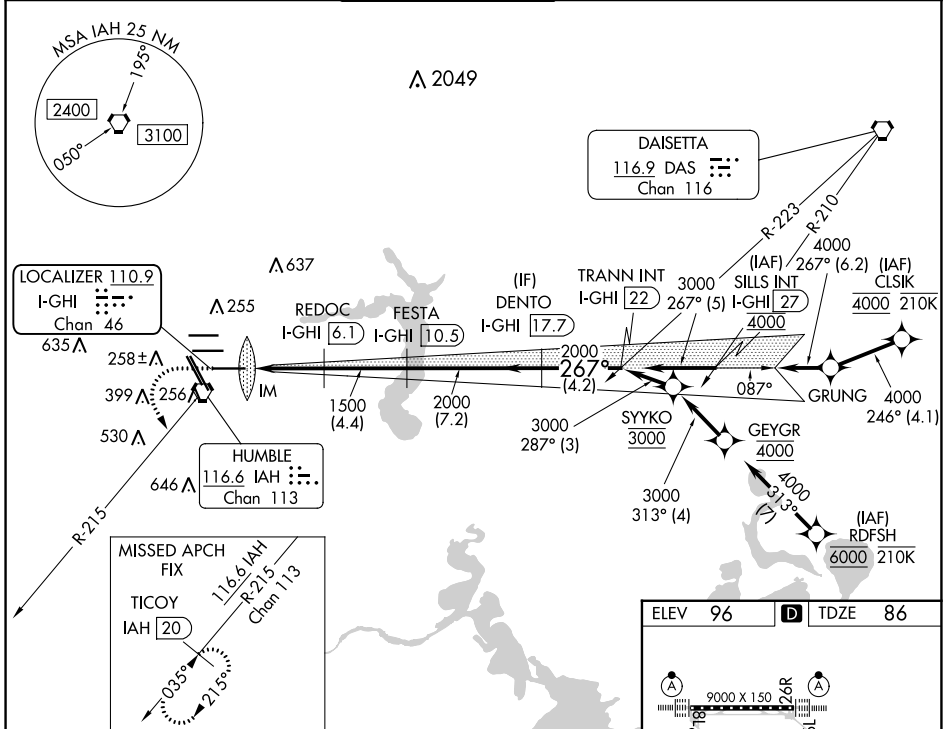 MSA IAH 25 NM
195°
2400
3100
050°
2049
DAISETTA
116.9 DAS
Chan 116
R-223
R-210
LOCALIZER 110.9
I-GHI
Chan 46
637
255
635
258±
399
256
530
646
IM
REDOC
I-GHI 6.1
FESTA
I-GHI 10.5
(IF)
DENTO
I-GHI 17.7
TRANN INT
I-GHI 22
3000
267° (5)
(IAF)
SILLS INT
I-GHI 27
4000
4000
267° (6.2)
(IAF)
CLSIK
4000 210K
2000
267°
(4.2)
087°
GRUNG
4000
246° (4.1)
1500
(4.4)
2000
(7.2)
3000
287° (3)
SYYKO
3000
GEYGR
4000
3000
313° (4)
4000
313°
(7)
(IAF)
RDFSH
6000 210K
HUMBLE
116.6 IAH
Chan 113
R-215
MISSED APCH
FIX
116.6 IAH
R-215
Chan 113
TICOY
IAH 20
035°
215°
ELEV 96
D
TDZE 86
A
A
9000 X 150
26R